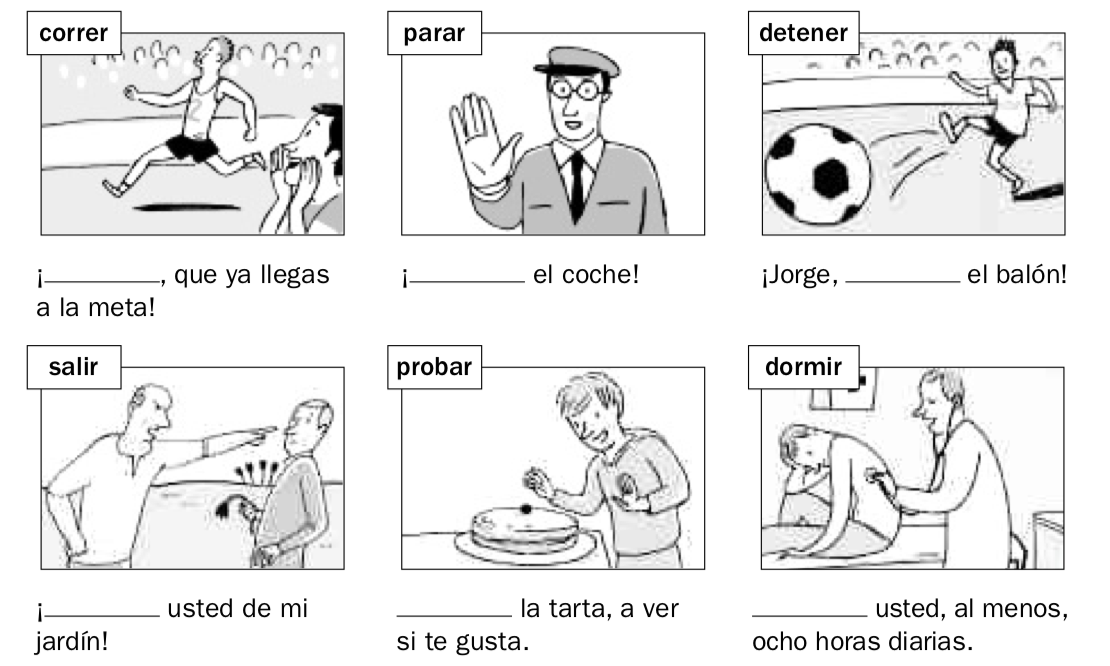 correr
parar
detener
¡________, que ya llegas
a la meta!
¡________ el coche!
¡Jorge, ________ el balón!
salir
probar
dormir
¡________ usted de mi
jardín!
________ la tarta, a ver
si te gusta.
________ usted, al menos,
ocho horas diarias.